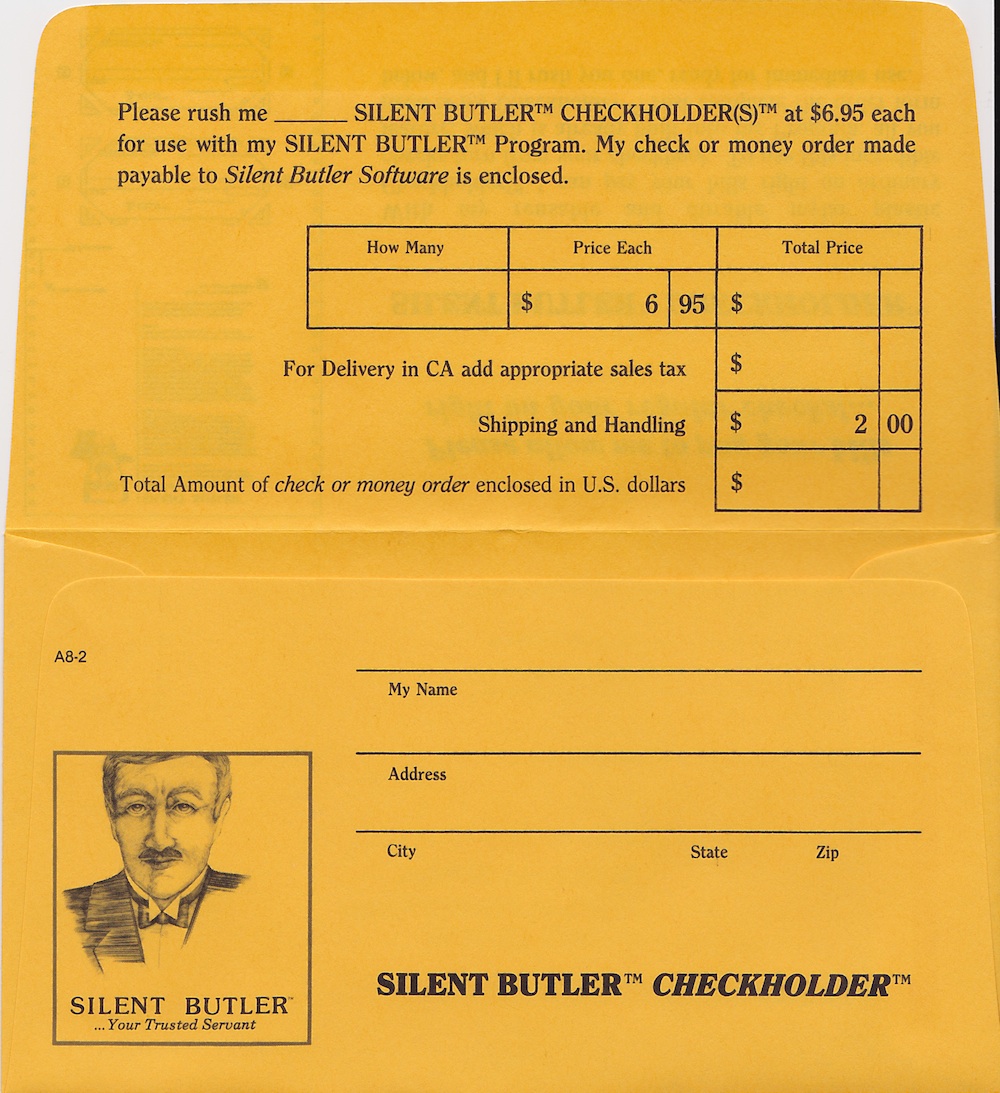 Please rush me ______ SILENT BUTLER™ CHECKHOLDER(S)™ at $6.95 each
for use with my SILENT BUTLER™ Program. My check or money order made
payable to Silent Butler Software is enclosed.
How Many Price Each Total Price
$ 6 95 $
For Delivery in CA add appropriate sales tax $
Shipping and Handling $ 2 00
Total Amount of check or money order enclosed in U.S. dollars $
A8-2
My Name
Address
City State Zip
SILENT BUTLER™ CHECKHOLDER™
SILENT BUTLER™
...Your Trusted Servant